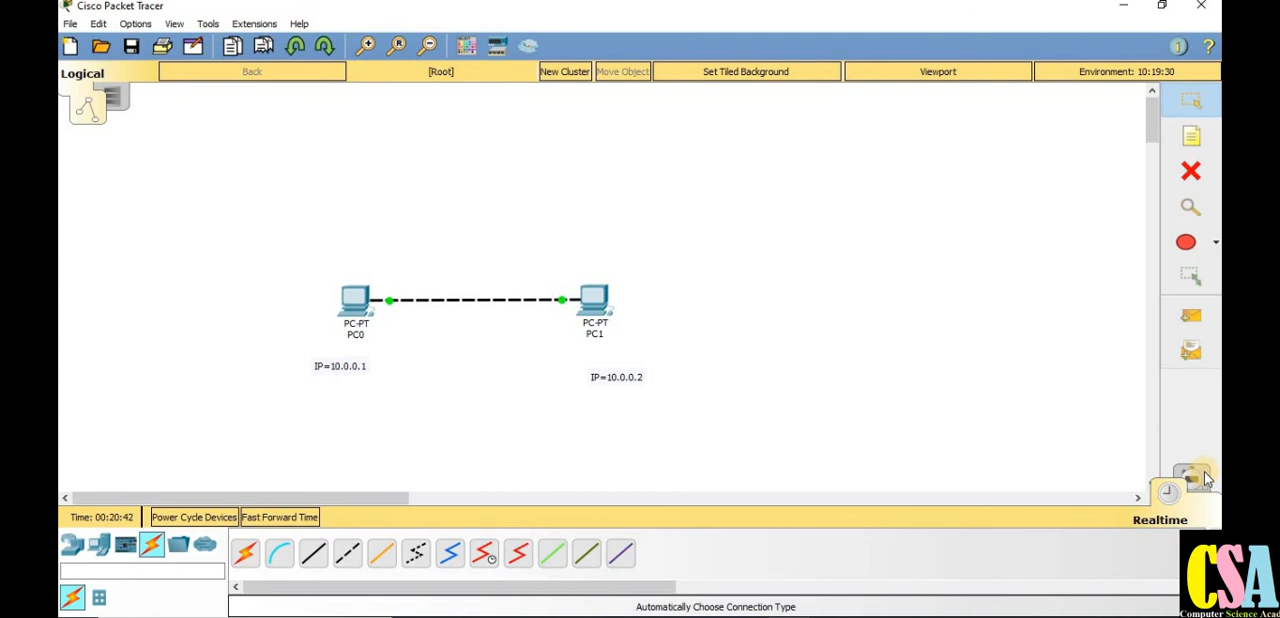 Cisco Packet Tracer
File Edit Options View Tools Extensions Help
Logical Back [Root] New Cluster Move Object Set Tiled Background Viewport Environment: 10:19:30
PC-PT
PC0
PC-PT
PC1
IP=10.0.0.1
IP=10.0.0.2
Time: 00:20:42 Power Cycle Devices Fast Forward Time
Realtime
Automatically Choose Connection Type
CSA
Computer Science Acad